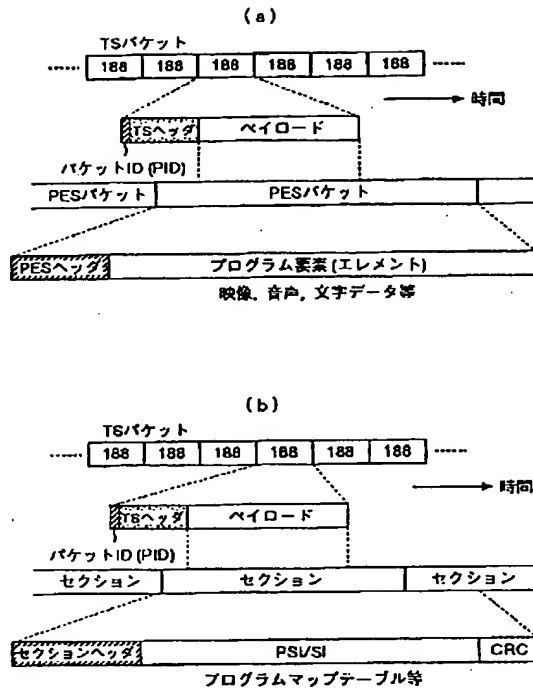 (a)
TSパケット
188 188 188 188 188 188
時間
TSヘッダ ペイロード
パケットID (PID)
PESパケット PESパケット
PESヘッダ プログラム要素 (エレメント)
映像, 音声, 文字データ等
(b)
TSパケット
188 188 188 188 188 188
時間
TSヘッダ ペイロード
パケットID (PID)
セクション セクション セクション
セクションヘッダ PSI/SI CRC
プログラムマップテーブル等